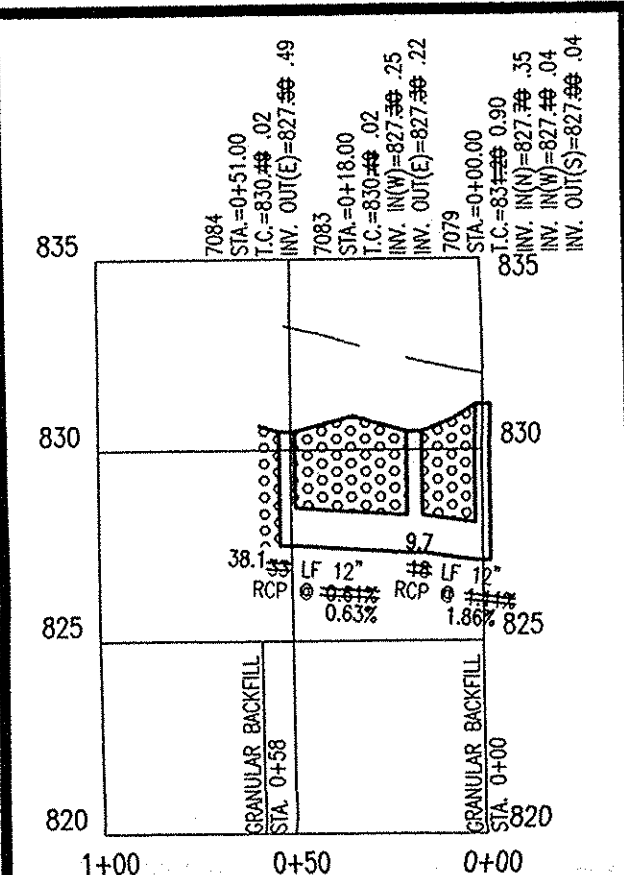 7084
STA.=0+51.00
T.C.=830. .02
INV. OUT(E)=827. .49
7083
STA.=0+18.00
T.C.=830. .02
INV. IN(W)=827. .25
INV. OUT(E)=827. .22
7079
STA.=0+00.00
T.C.=83 0.90
INV. IN(N)=827. .35
INV. IN(W)=827. .04
INV. OUT(S)=827. .04
835
835
830
830
38.1 LF 12"
RCP @
0.63%
9.7
LF 12"
RCP @
1.86%
825
825
GRANULAR BACKFILL
STA. 0+58
GRANULAR BACKFILL
STA. 0+00
820
820
1+00
0+50
0+00